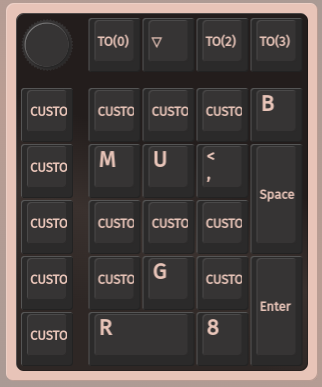 TO(0) ▽ TO(2) TO(3)
CUSTO CUSTO CUSTO CUSTO B
CUSTO M U <
,
Space
CUSTO CUSTO CUSTO CUSTO
CUSTO CUSTO G CUSTO
Enter
CUSTO R 8